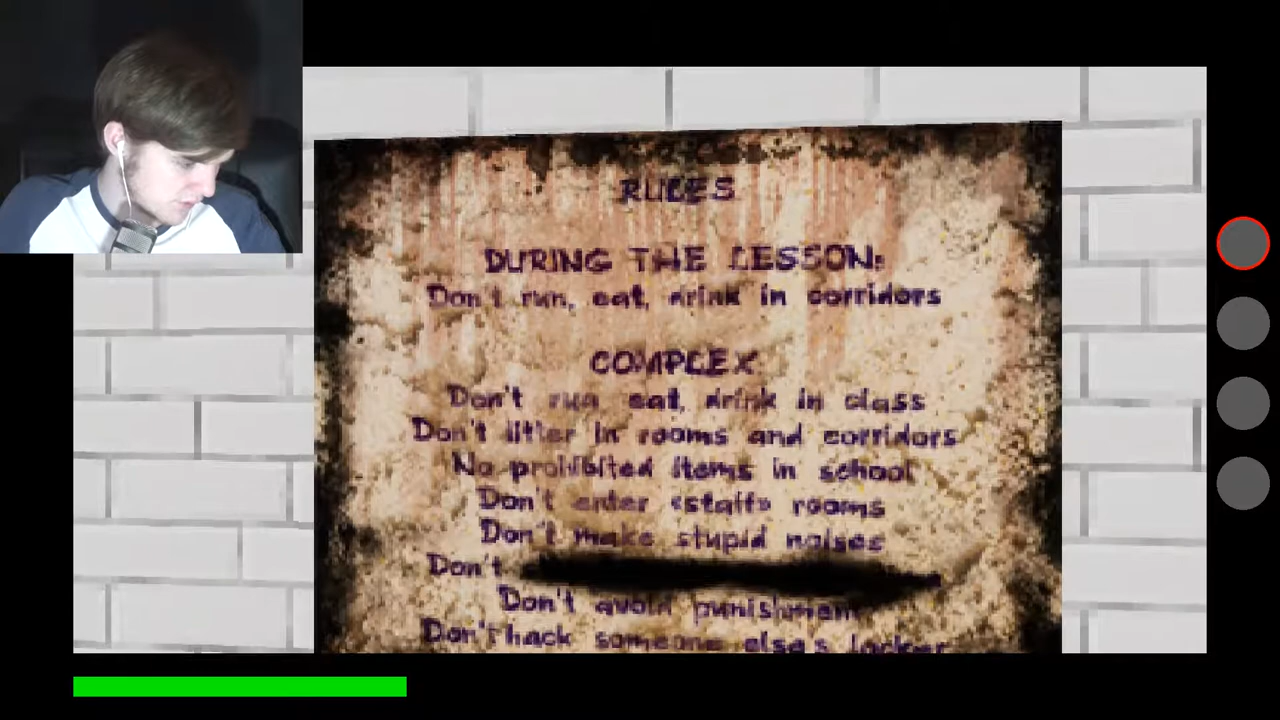 RULES
DURING THE LESSON:
Don't run, eat, drink in corridors
COMPLEX
Don't run eat, drink in class
Don't litter in rooms and corridors
No prohibited items in school
Don't enter «staff» rooms
Don't make stupid noises
Don't
Don't avoid punishment
Don't hack someone else's locker